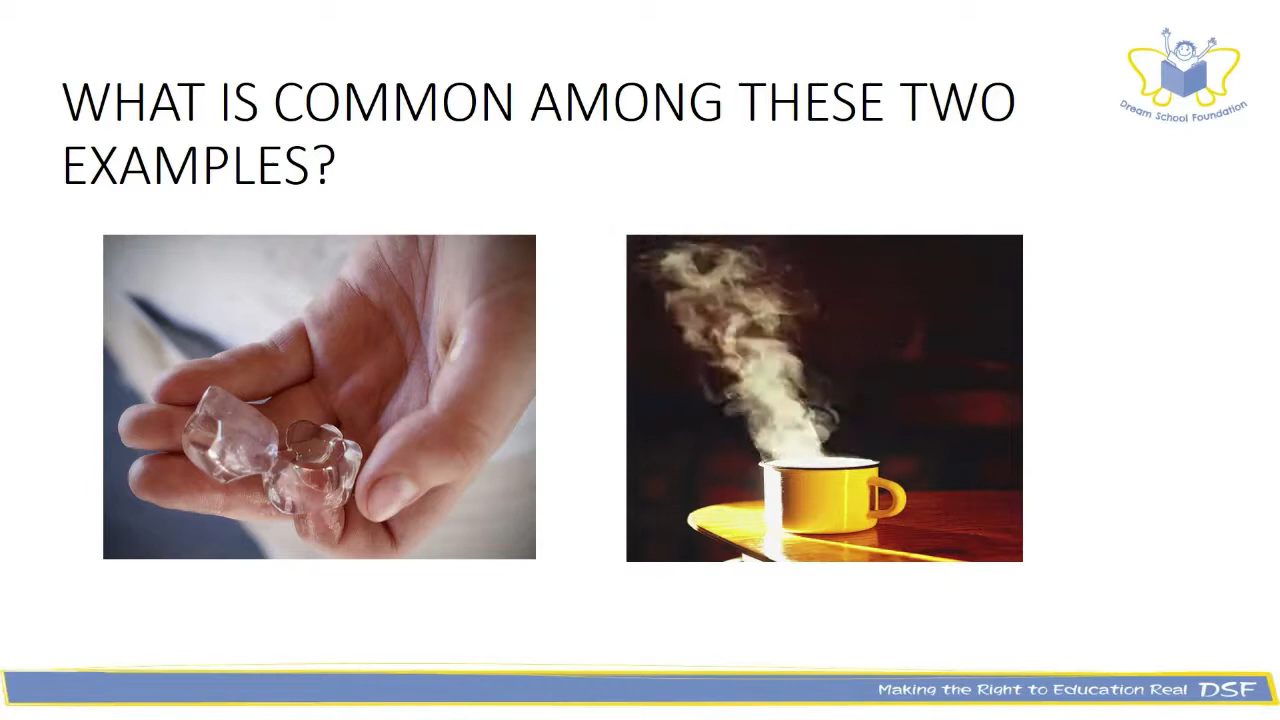 WHAT IS COMMON AMONG THESE TWO
EXAMPLES?
Dream School Foundation
Making the Right to Education Real DSF